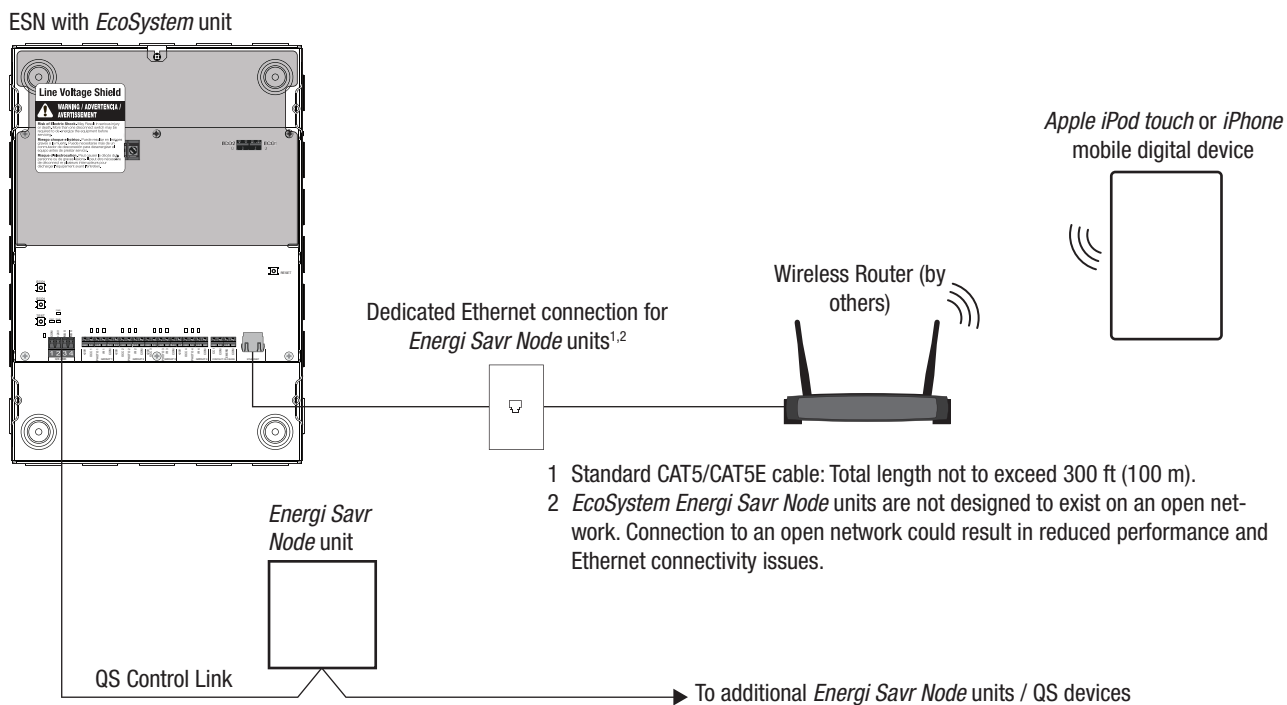 ESN with EcoSystem unit
Line Voltage Shield
WARNING / ADVERTENCIA /
AVERTISSEMENT
ECO2
ECO1
RESET
Apple iPod touch or iPhone
mobile digital device
Wireless Router (by
others)
Dedicated Ethernet connection for
Energi Savr Node units1,2
1 Standard CAT5/CAT5E cable: Total length not to exceed 300 ft (100 m).
2 EcoSystem Energi Savr Node units are not designed to exist on an open net-
work. Connection to an open network could result in reduced performance and
Ethernet connectivity issues.
Energi Savr
Node unit
QS Control Link
To additional Energi Savr Node units / QS devices